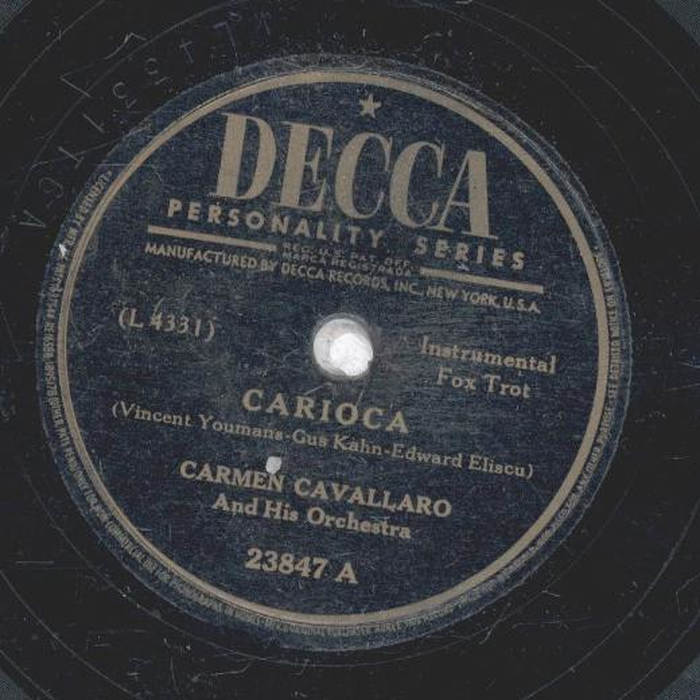 DECCA
PERSONALITY SERIES
REG. U.S. PAT. OFF.
MARCA REGISTRADA
MANUFACTURED BY DECCA RECORDS, INC., NEW YORK, U.S.A.
(L 4331)
Instrumental
Fox Trot
CARIOCA
(Vincent Youmans-Gus Kahn-Edward Eliscu)
CARMEN CAVALLARO
And His Orchestra
23847 A